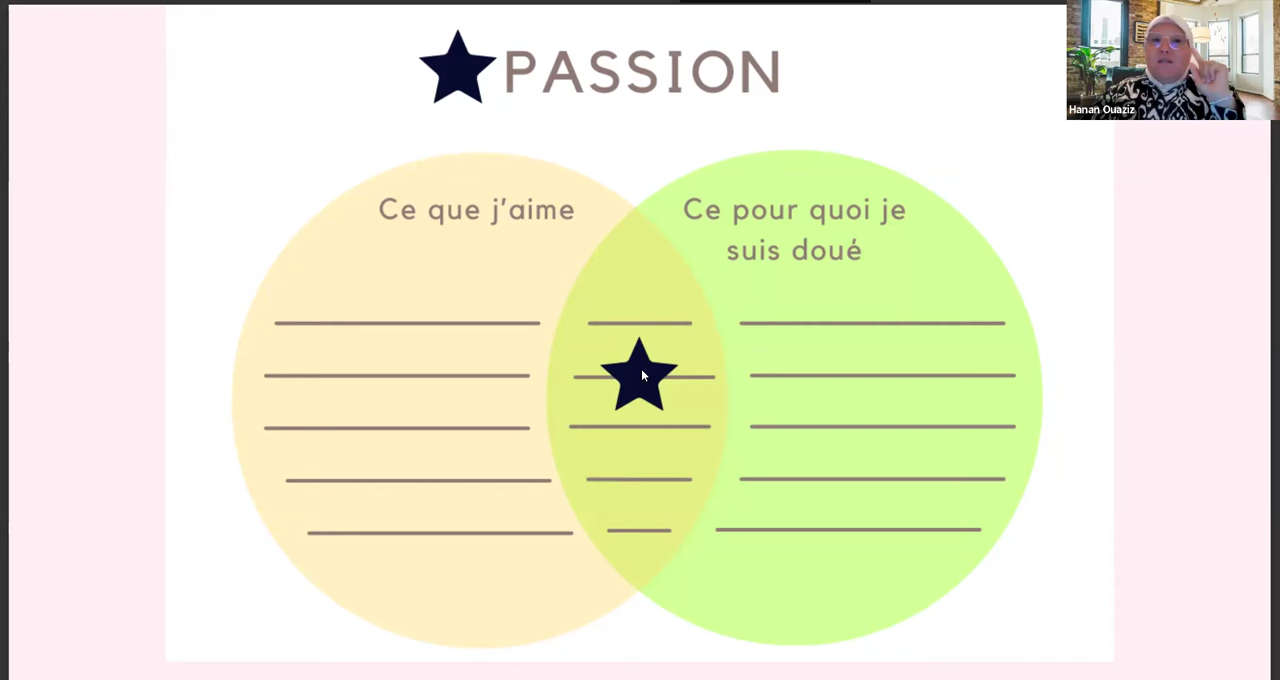 PASSION
Hanan Ouaziz
Ce que j’aime
Ce pour quoi je
suis doué